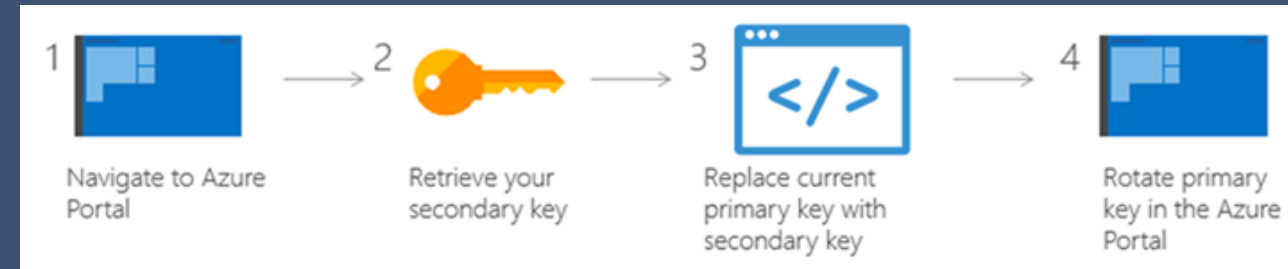 1
Navigate to Azure
Portal
2
Retrieve your
secondary key
3
</>
Replace current
primary key with
secondary key
4
Rotate primary
key in the Azure
Portal